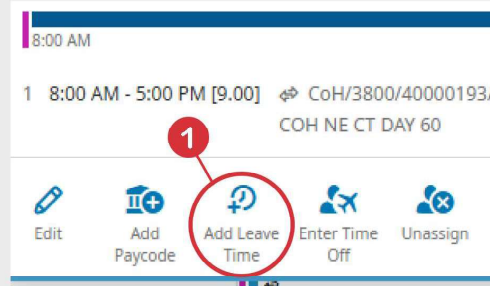 8:00 AM
1 8:00 AM - 5:00 PM [9.00] CoH/3800/40000193/
COH NE CT DAY 60
1
Edit Add Paycode Add Leave Time Enter Time Off Unassign